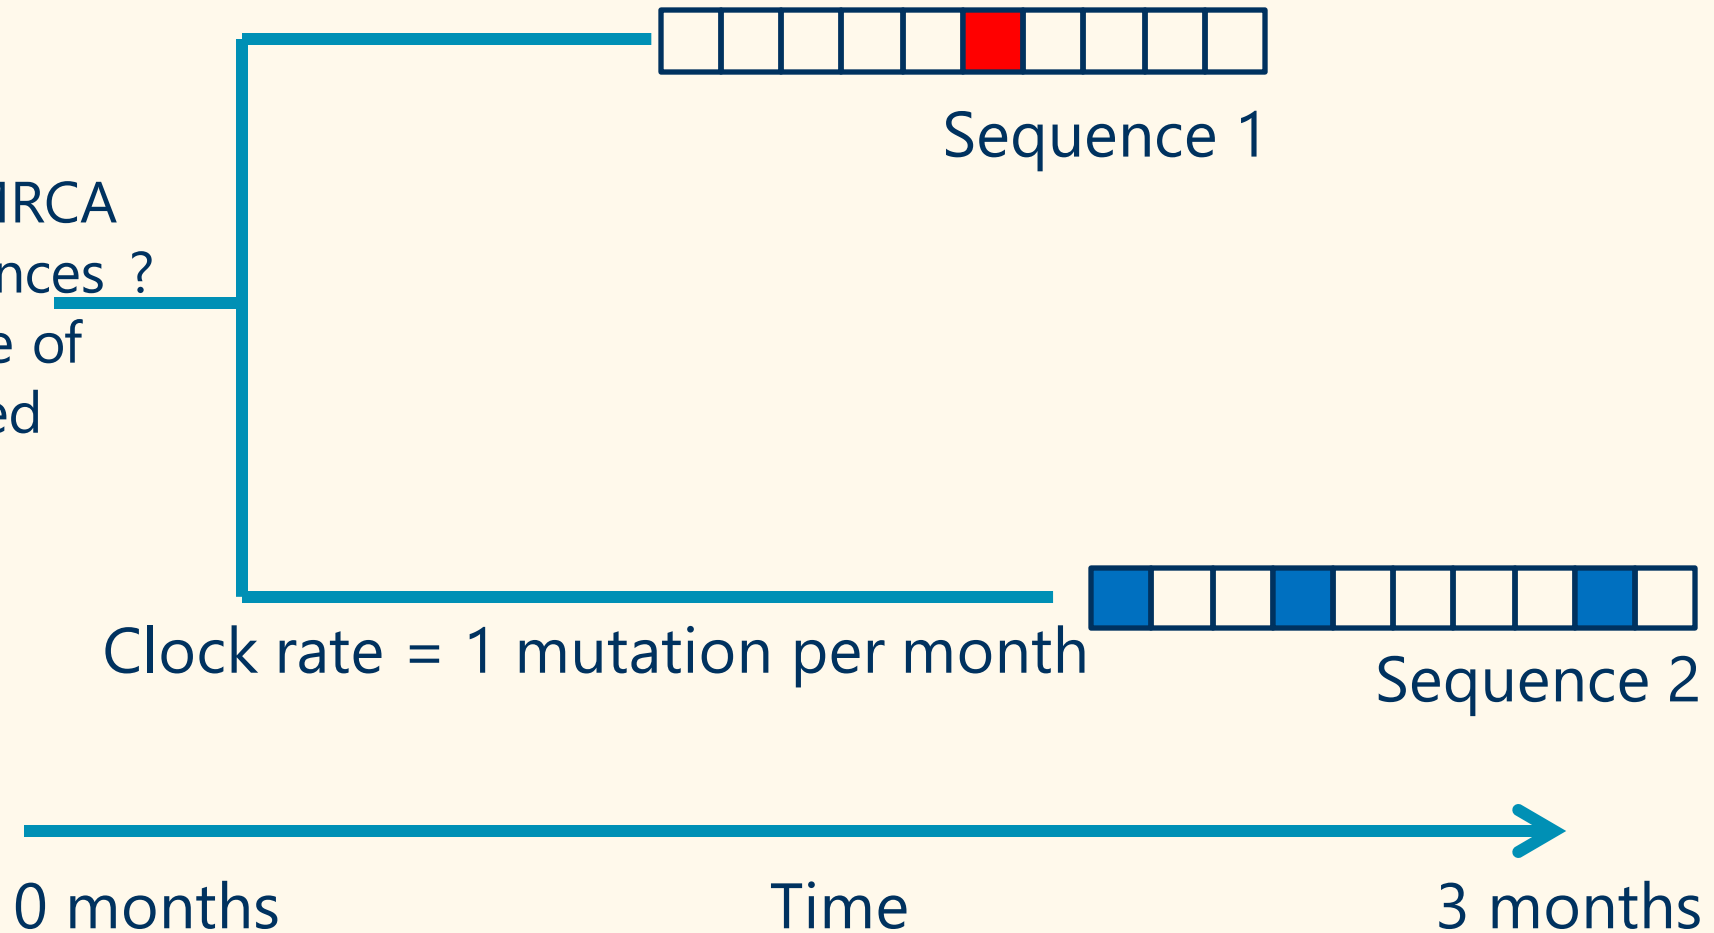 Sequence 1
IRCA
nces ?
e of
ed
Clock rate = 1 mutation per month
Sequence 2
0 months
Time
3 months